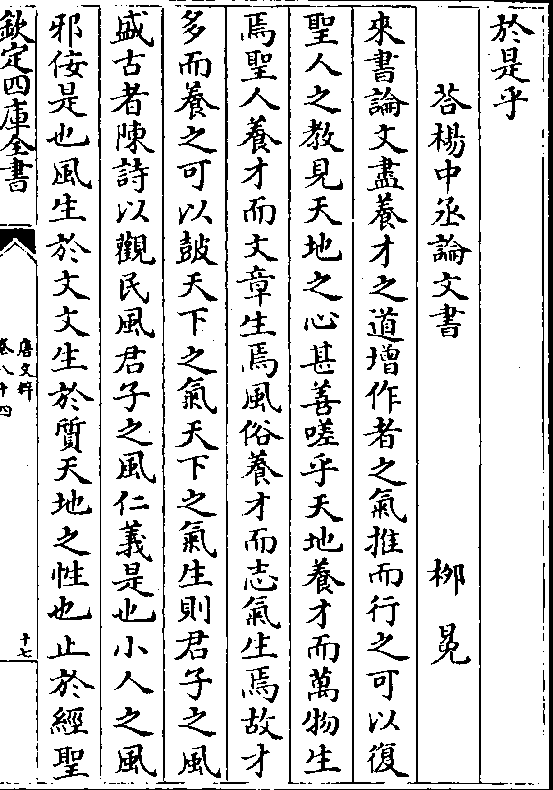 於是乎
荅楊中丞論文書 柳冕
來書論文盡養才之道增作者之氣推而行之可以復
聖人之教見天地之心甚善嗟乎天地養才而萬物生
焉聖人養才而文章生焉風俗養才而志氣生焉故才
多而養之可以鼓天下之氣天下之氣生則君子之風
盛古者陳詩以觀民風君子之風仁義是也小人之風
邪佞是也風生於文文生於質天地之性也止於經聖
欽定四庫全書
唐文粹
卷八十四
十七